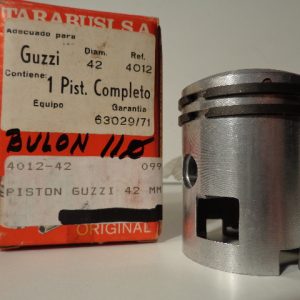 TARABUSI S.A
Adecuado para Diam. Ref.
Guzzi 42 4012
Contiene:
1 Pist. Completo
Equipo Garantia
63029/71
BULON 11Ø
4012-42 099
PISTON GUZZI 42 MM
ORIGINAL